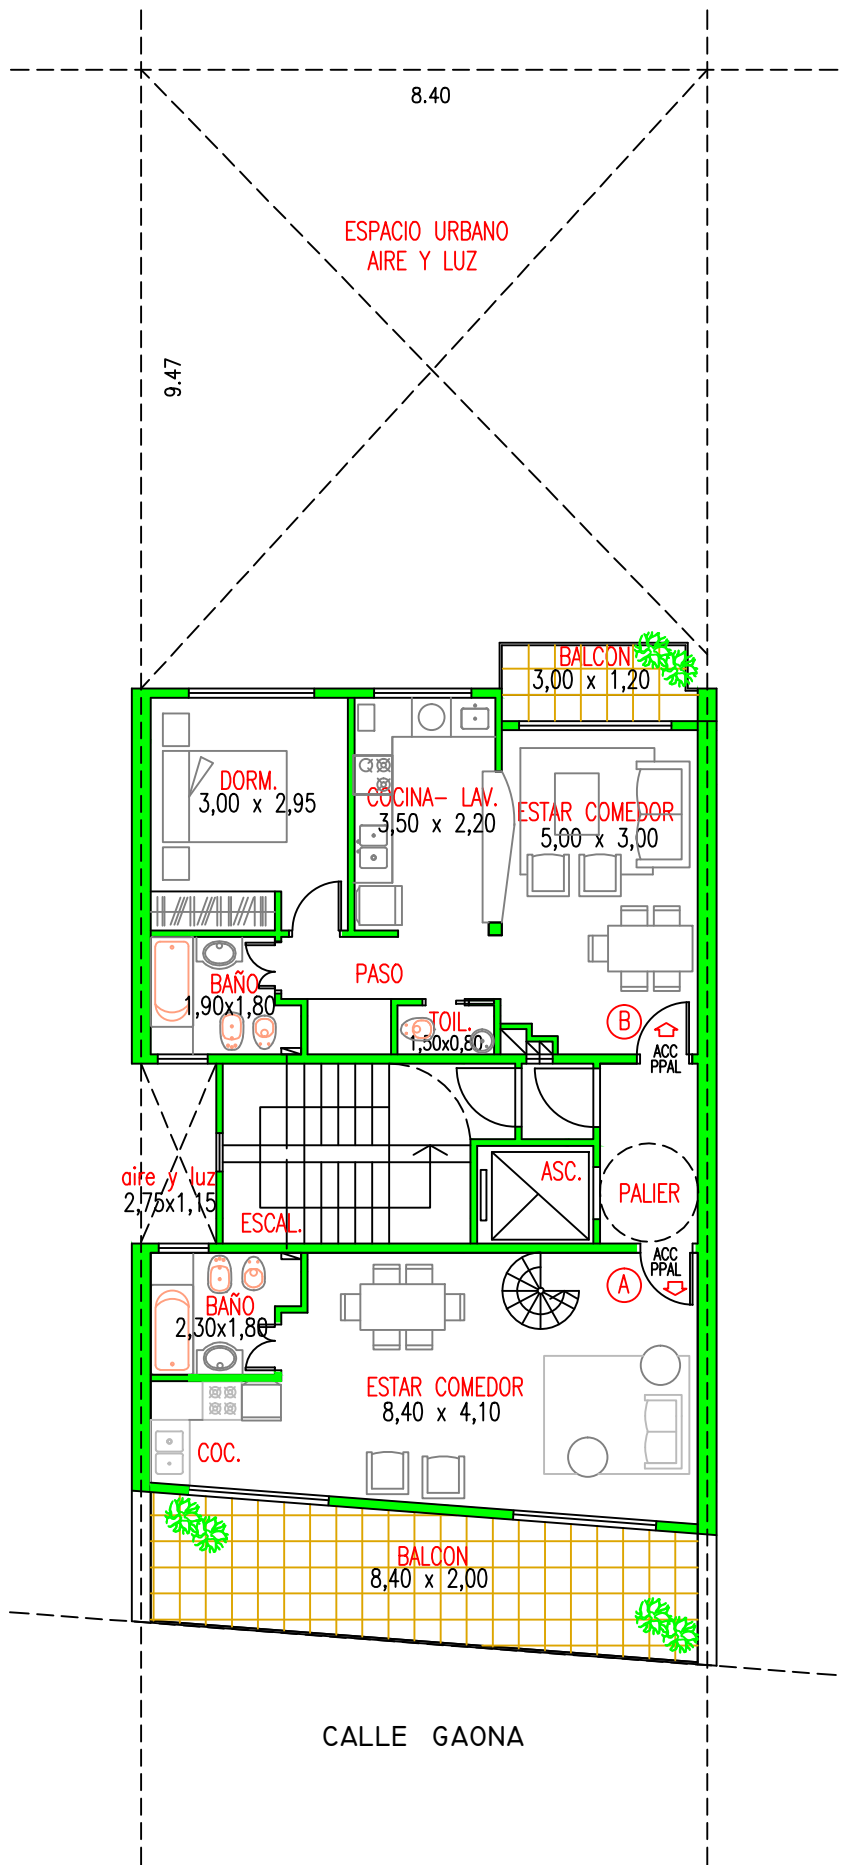 8.40
ESPACIO URBANO
AIRE Y LUZ
9.47
BALCON
3,00 x 1,20
DORM.
3,00 x 2,95
COCINA- LAV.
3,50 x 2,20
ESTAR COMEDOR
5,00 x 3,00
PASO
BAÑO
1,90x1,80
TOIL.
1,50x0,80
B
ACC
PPAL
aire y luz
2,75x1,15
ESCAL.
ASC.
PALIER
ACC
PPAL
A
BAÑO
2,30x1,80
ESTAR COMEDOR
8,40 x 4,10
COC.
BALCON
8,40 x 2,00
CALLE GAONA